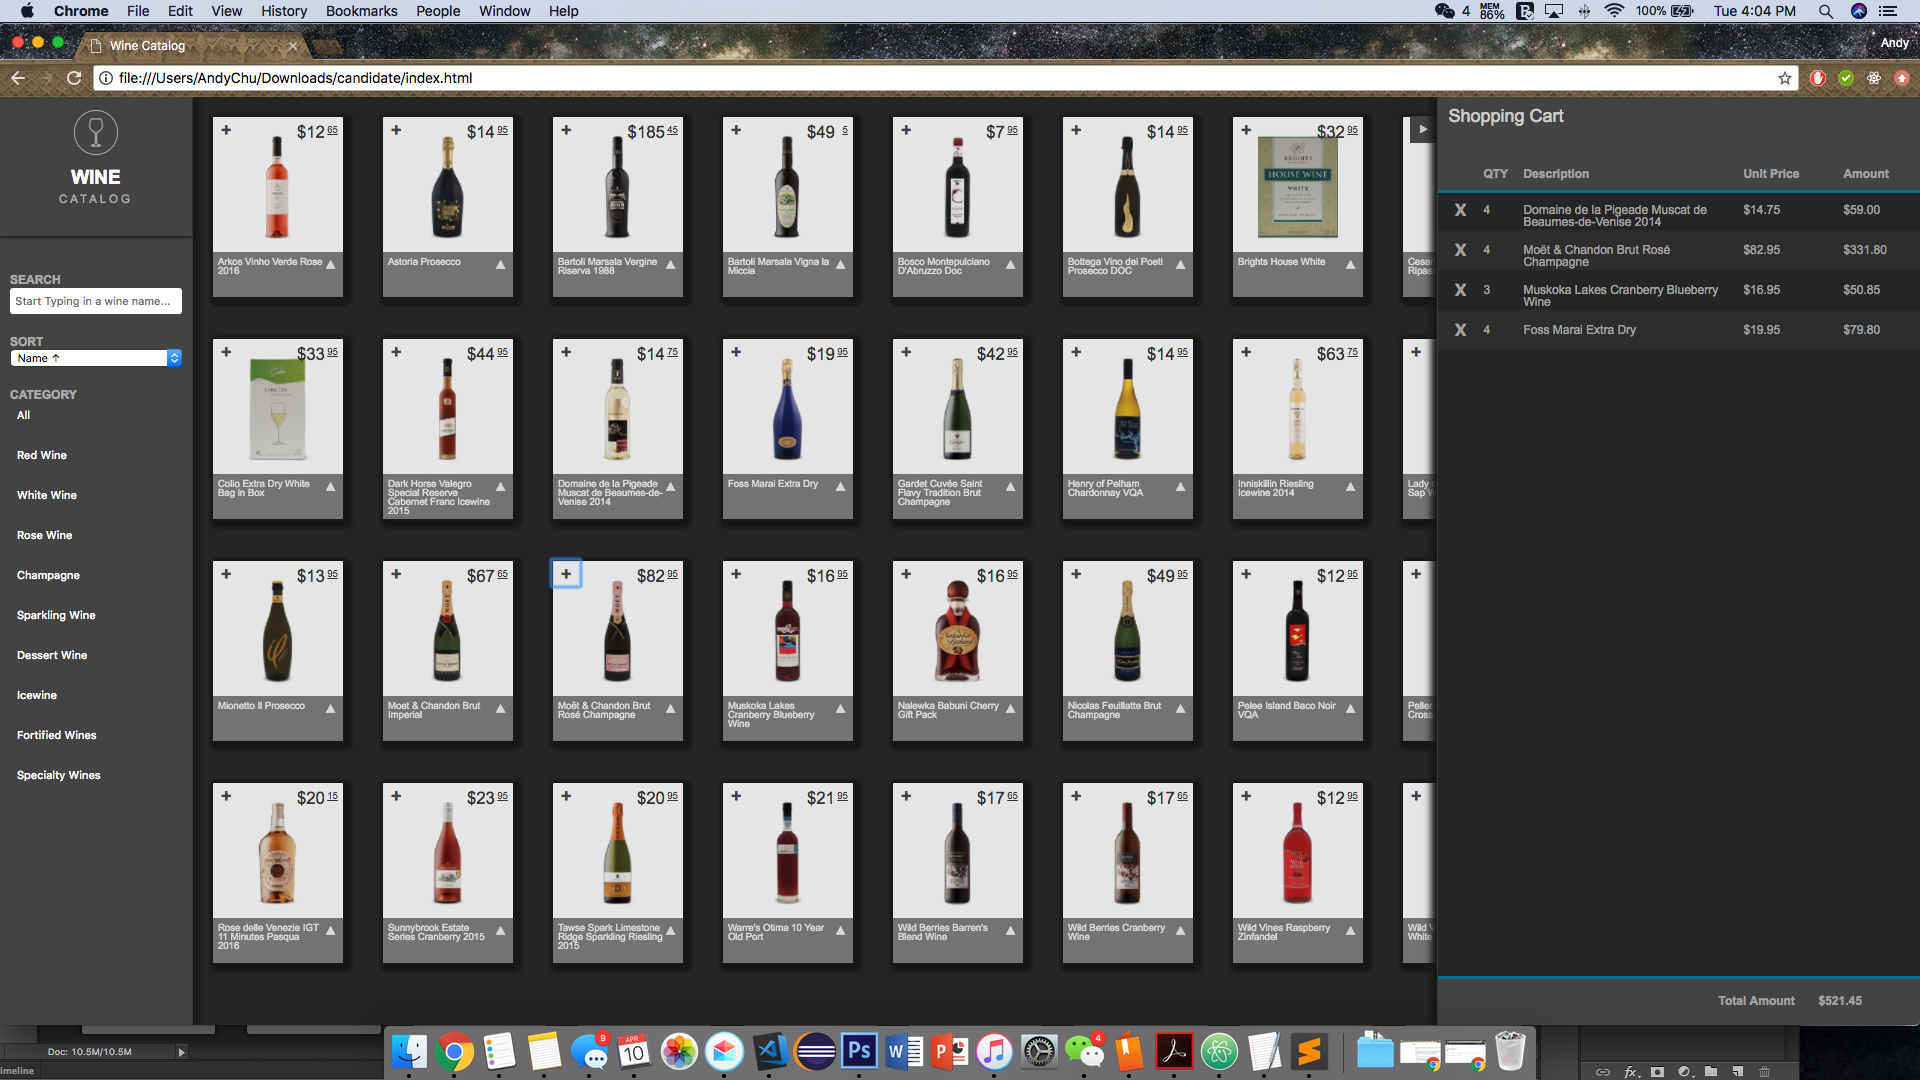 Chrome File Edit View History Bookmarks People Window Help
4 MEM 86% 100% Tue 4:04 PM
Wine Catalog
Andy
file:///Users/AndyChu/Downloads/candidate/index.html
WINE
CATALOG
SEARCH
Start Typing in a wine name...
SORT
Name ↑
CATEGORY
All
Red Wine
White Wine
Rose Wine
Champagne
Sparkling Wine
Dessert Wine
Icewine
Fortified Wines
Specialty Wines
+ $12 65
Arkos Vinho Verde Rose
2016
+ $14 95
Astoria Prosecco
+ $185 45
Bartoli Marsala Vergine
Riserva 1988
+ $49 5
Bartoli Marsala Vigna la
Miccia
+ $7 95
Bosco Montepulciano
D'Abruzzo Doc
+ $14 95
Bottega Vino dei Poeti
Prosecco DOC
+ $32 95
BRIGHTS
HOUSE WINE
WHITE
Brights House White
Cesari
Ripas
+ $33 95
Colio
Extra Dry
Colio Extra Dry White
Bag in Box
+ $44 95
Dark Horse Valegro
Special Reserve
Cabernet Franc Icewine
2015
+ $14 75
Domaine de la Pigeade
Muscat de Beaumes-de-
Venise 2014
+ $19 95
Foss Marai Extra Dry
+ $42 95
Gardet Cuvée Saint
Flavy Tradition Brut
Champagne
+ $14 95
Henry of Pelham
Chardonnay VQA
+ $63 75
Inniskillin Riesling
Icewine 2014
+
Lady
Sap W
+ $13 95
Mionetto Il Prosecco
+ $67 65
Moet & Chandon Brut
Imperial
+ $82 95
Moët & Chandon Brut
Rosé Champagne
+ $16 95
Muskoka Lakes
Cranberry Blueberry
Wine
+ $16 95
Nalewka Babuni Cherry
Gift Pack
+ $49 95
Nicolas Feuillatte Brut
Champagne
+ $12 95
Pelee Island Baco Noir
VQA
+
Peller
Cross
+ $20 15
Rose delle Venezie IGT
11 Minutes Pasqua
2016
+ $23 95
Sunnybrook Estate
Series Cranberry 2015
+ $20 95
Tawse Spark Limestone
Ridge Sparkling Riesling
2015
+ $21 95
Warre's Otima 10 Year
Old Port
+ $17 65
Wild Berries Barren's
Blend Wine
+ $17 65
Wild Berries Cranberry
Wine
+ $12 95
Wild Vines Raspberry
Zinfandel
+
Wild V
White
Shopping Cart
QTY Description Unit Price Amount
X 4 Domaine de la Pigeade Muscat de $14.75 $59.00
Beaumes-de-Venise 2014
X 4 Moët & Chandon Brut Rosé $82.95 $331.80
Champagne
X 3 Muskoka Lakes Cranberry Blueberry $16.95 $50.85
Wine
X 4 Foss Marai Extra Dry $19.95 $79.80
Total Amount $521.45
Doc: 10.5M/10.5M
imeline
9
APR
10
Ps
W
P
4
fx